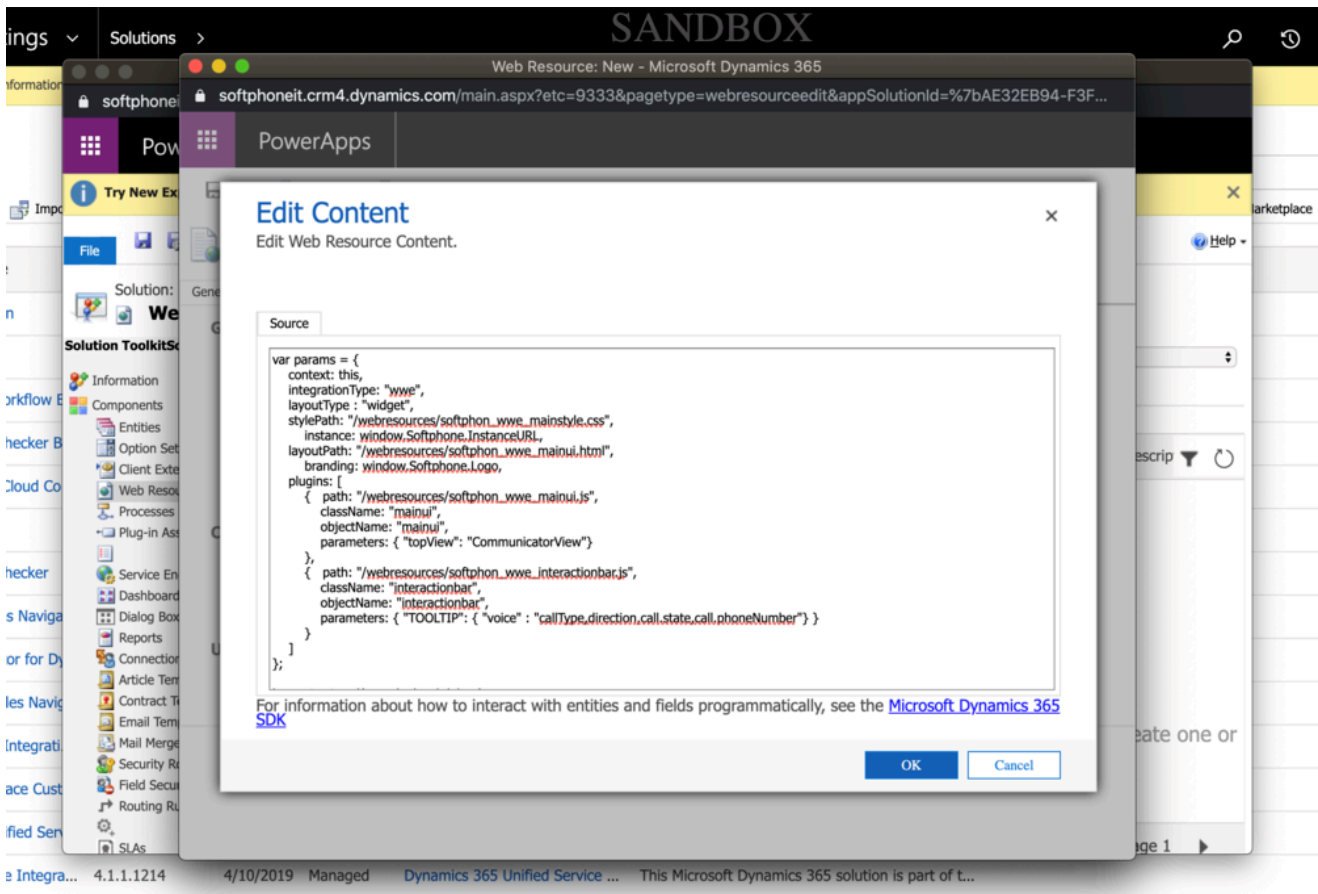 SANDBOX
Solutions >
Web Resource: New - Microsoft Dynamics 365
softphoneit.crm4.dynamics.com/main.aspx?etc=9333&pagetype=webresourceedit&appSolutionId=%7bAE32EB94-F3F...
PowerApps
Try New Ex
File
Help
arketplace
Edit Content
Edit Web Resource Content.
Solution:
We
Solution ToolkitSo
Information
Components
Entities
Option Set
Client Exte
Web Resou
Processes
Plug-in Ass
Service En
Dashboard
Dialog Box
Reports
Connection
Article Tem
Contract Te
Email Temp
Mail Merge
Security Ro
Field Secur
Routing Ru
SLAs
Source
var params = {
context: this,
integrationType: "wwe",
layoutType : "widget",
stylePath: "/webresources/softphon_wwe_mainstyle.css",
instance: window.Softphone.InstanceURL,
layoutPath: "/webresources/softphon_wwe_mainui.html",
branding: window.Softphone.Logo,
plugins: [
{ path: "/webresources/softphon_wwe_mainui.js",
className: "mainui",
objectName: "mainui",
parameters: { "topView": "CommunicatorView"}
},
{ path: "/webresources/softphon_wwe_interactionbar.js",
className: "interactionbar",
objectName: "interactionbar",
parameters: { "TOOLTIP": { "voice" : "callType,direction,call.state,call.phoneNumber"} }
}
]
};
For information about how to interact with entities and fields programmatically, see the Microsoft Dynamics 365
SDK
OK Cancel
escrip
eate one or
age 1
e Integra... 4.1.1.1214 4/10/2019 Managed Dynamics 365 Unified Service ... This Microsoft Dynamics 365 solution is part of t...